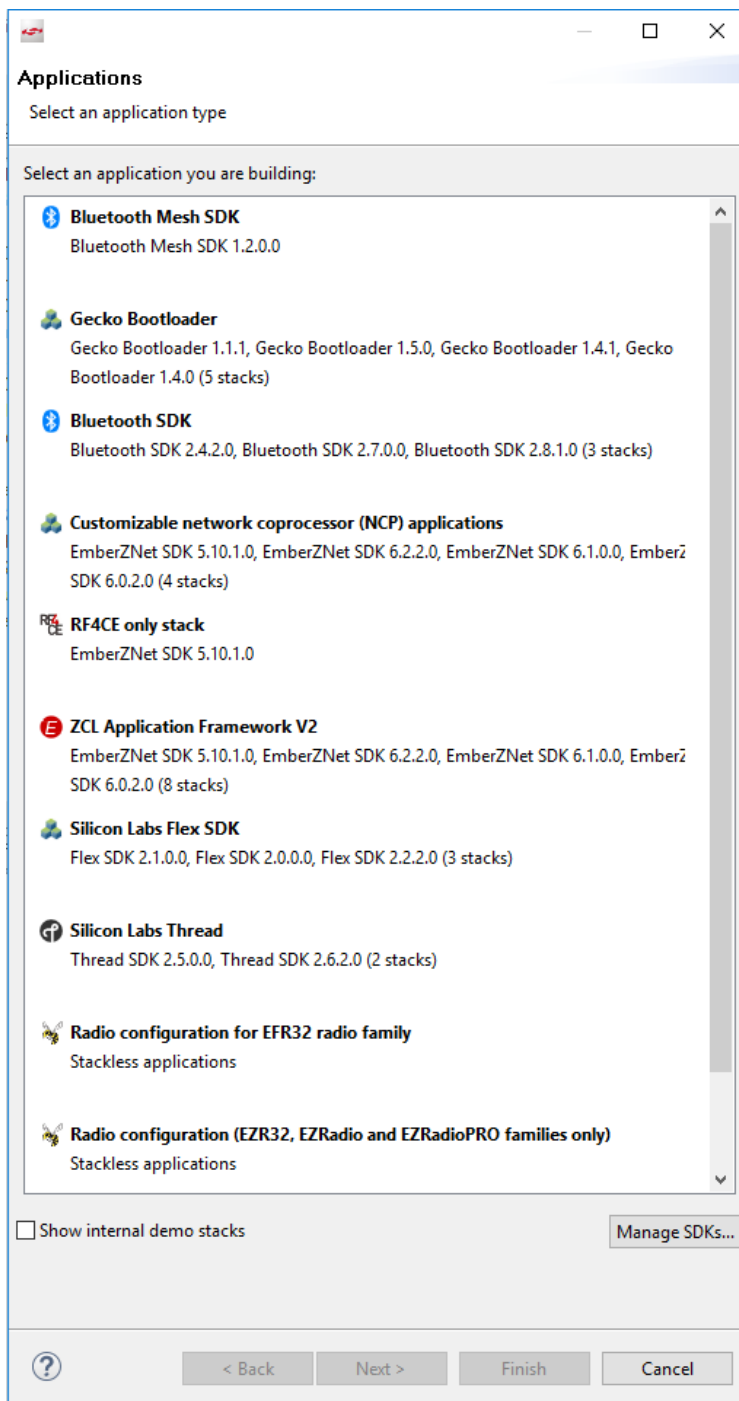 Applications
Select an application type
Select an application you are building:
Bluetooth Mesh SDK
Bluetooth Mesh SDK 1.2.0.0
Gecko Bootloader
Gecko Bootloader 1.1.1, Gecko Bootloader 1.5.0, Gecko Bootloader 1.4.1, Gecko
Bootloader 1.4.0 (5 stacks)
Bluetooth SDK
Bluetooth SDK 2.4.2.0, Bluetooth SDK 2.7.0.0, Bluetooth SDK 2.8.1.0 (3 stacks)
Customizable network coprocessor (NCP) applications
EmberZNet SDK 5.10.1.0, EmberZNet SDK 6.2.2.0, EmberZNet SDK 6.1.0.0, EmberZ
SDK 6.0.2.0 (4 stacks)
RF4CE only stack
EmberZNet SDK 5.10.1.0
ZCL Application Framework V2
EmberZNet SDK 5.10.1.0, EmberZNet SDK 6.2.2.0, EmberZNet SDK 6.1.0.0, EmberZ
SDK 6.0.2.0 (8 stacks)
Silicon Labs Flex SDK
Flex SDK 2.1.0.0, Flex SDK 2.0.0.0, Flex SDK 2.2.2.0 (3 stacks)
Silicon Labs Thread
Thread SDK 2.5.0.0, Thread SDK 2.6.2.0 (2 stacks)
Radio configuration for EFR32 radio family
Stackless applications
Radio configuration (EZR32, EZRadio and EZRadioPRO families only)
Stackless applications
Show internal demo stacks
Manage SDKs...
? < Back Next > Finish Cancel